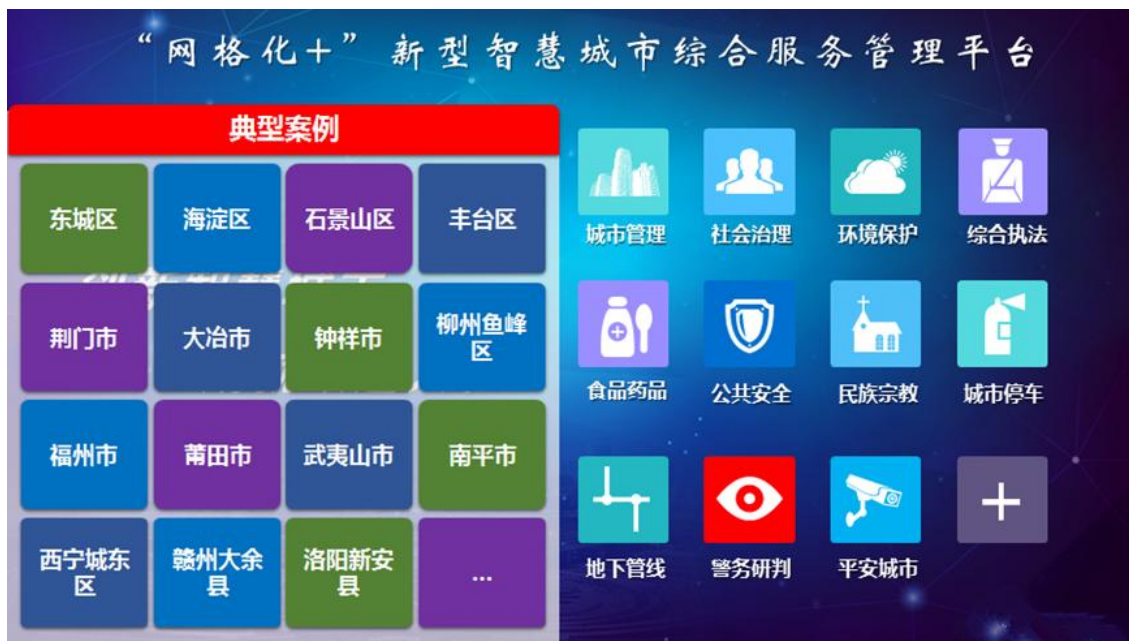 “网格化+”新型智慧城市综合服务管理平台
典型案例
东城区
海淀区
石景山区
丰台区
荆门市
大冶市
钟祥市
柳州鱼峰
区
福州市
莆田市
武夷山市
南平市
西宁城东
区
赣州大余
县
洛阳新安
县
...
城市管理
社会治理
环境保护
综合执法
食品药品
公共安全
民族宗教
城市停车
地下管线
警务研判
平安城市